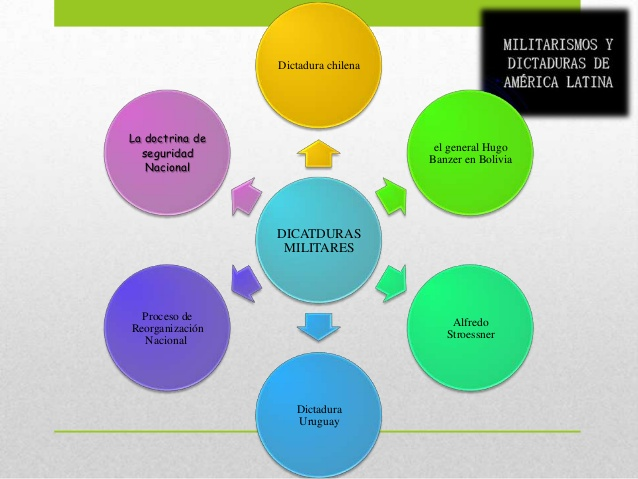 MILITARISMOS Y
DICTADURAS DE
AMÉRICA LATINA
Dictadura chilena
el general Hugo
Banzer en Bolivia
Alfredo
Stroessner
Dictadura
Uruguay
Proceso de
Reorganización
Nacional
La doctrina de
seguridad
Nacional
DICATDURAS
MILITARES